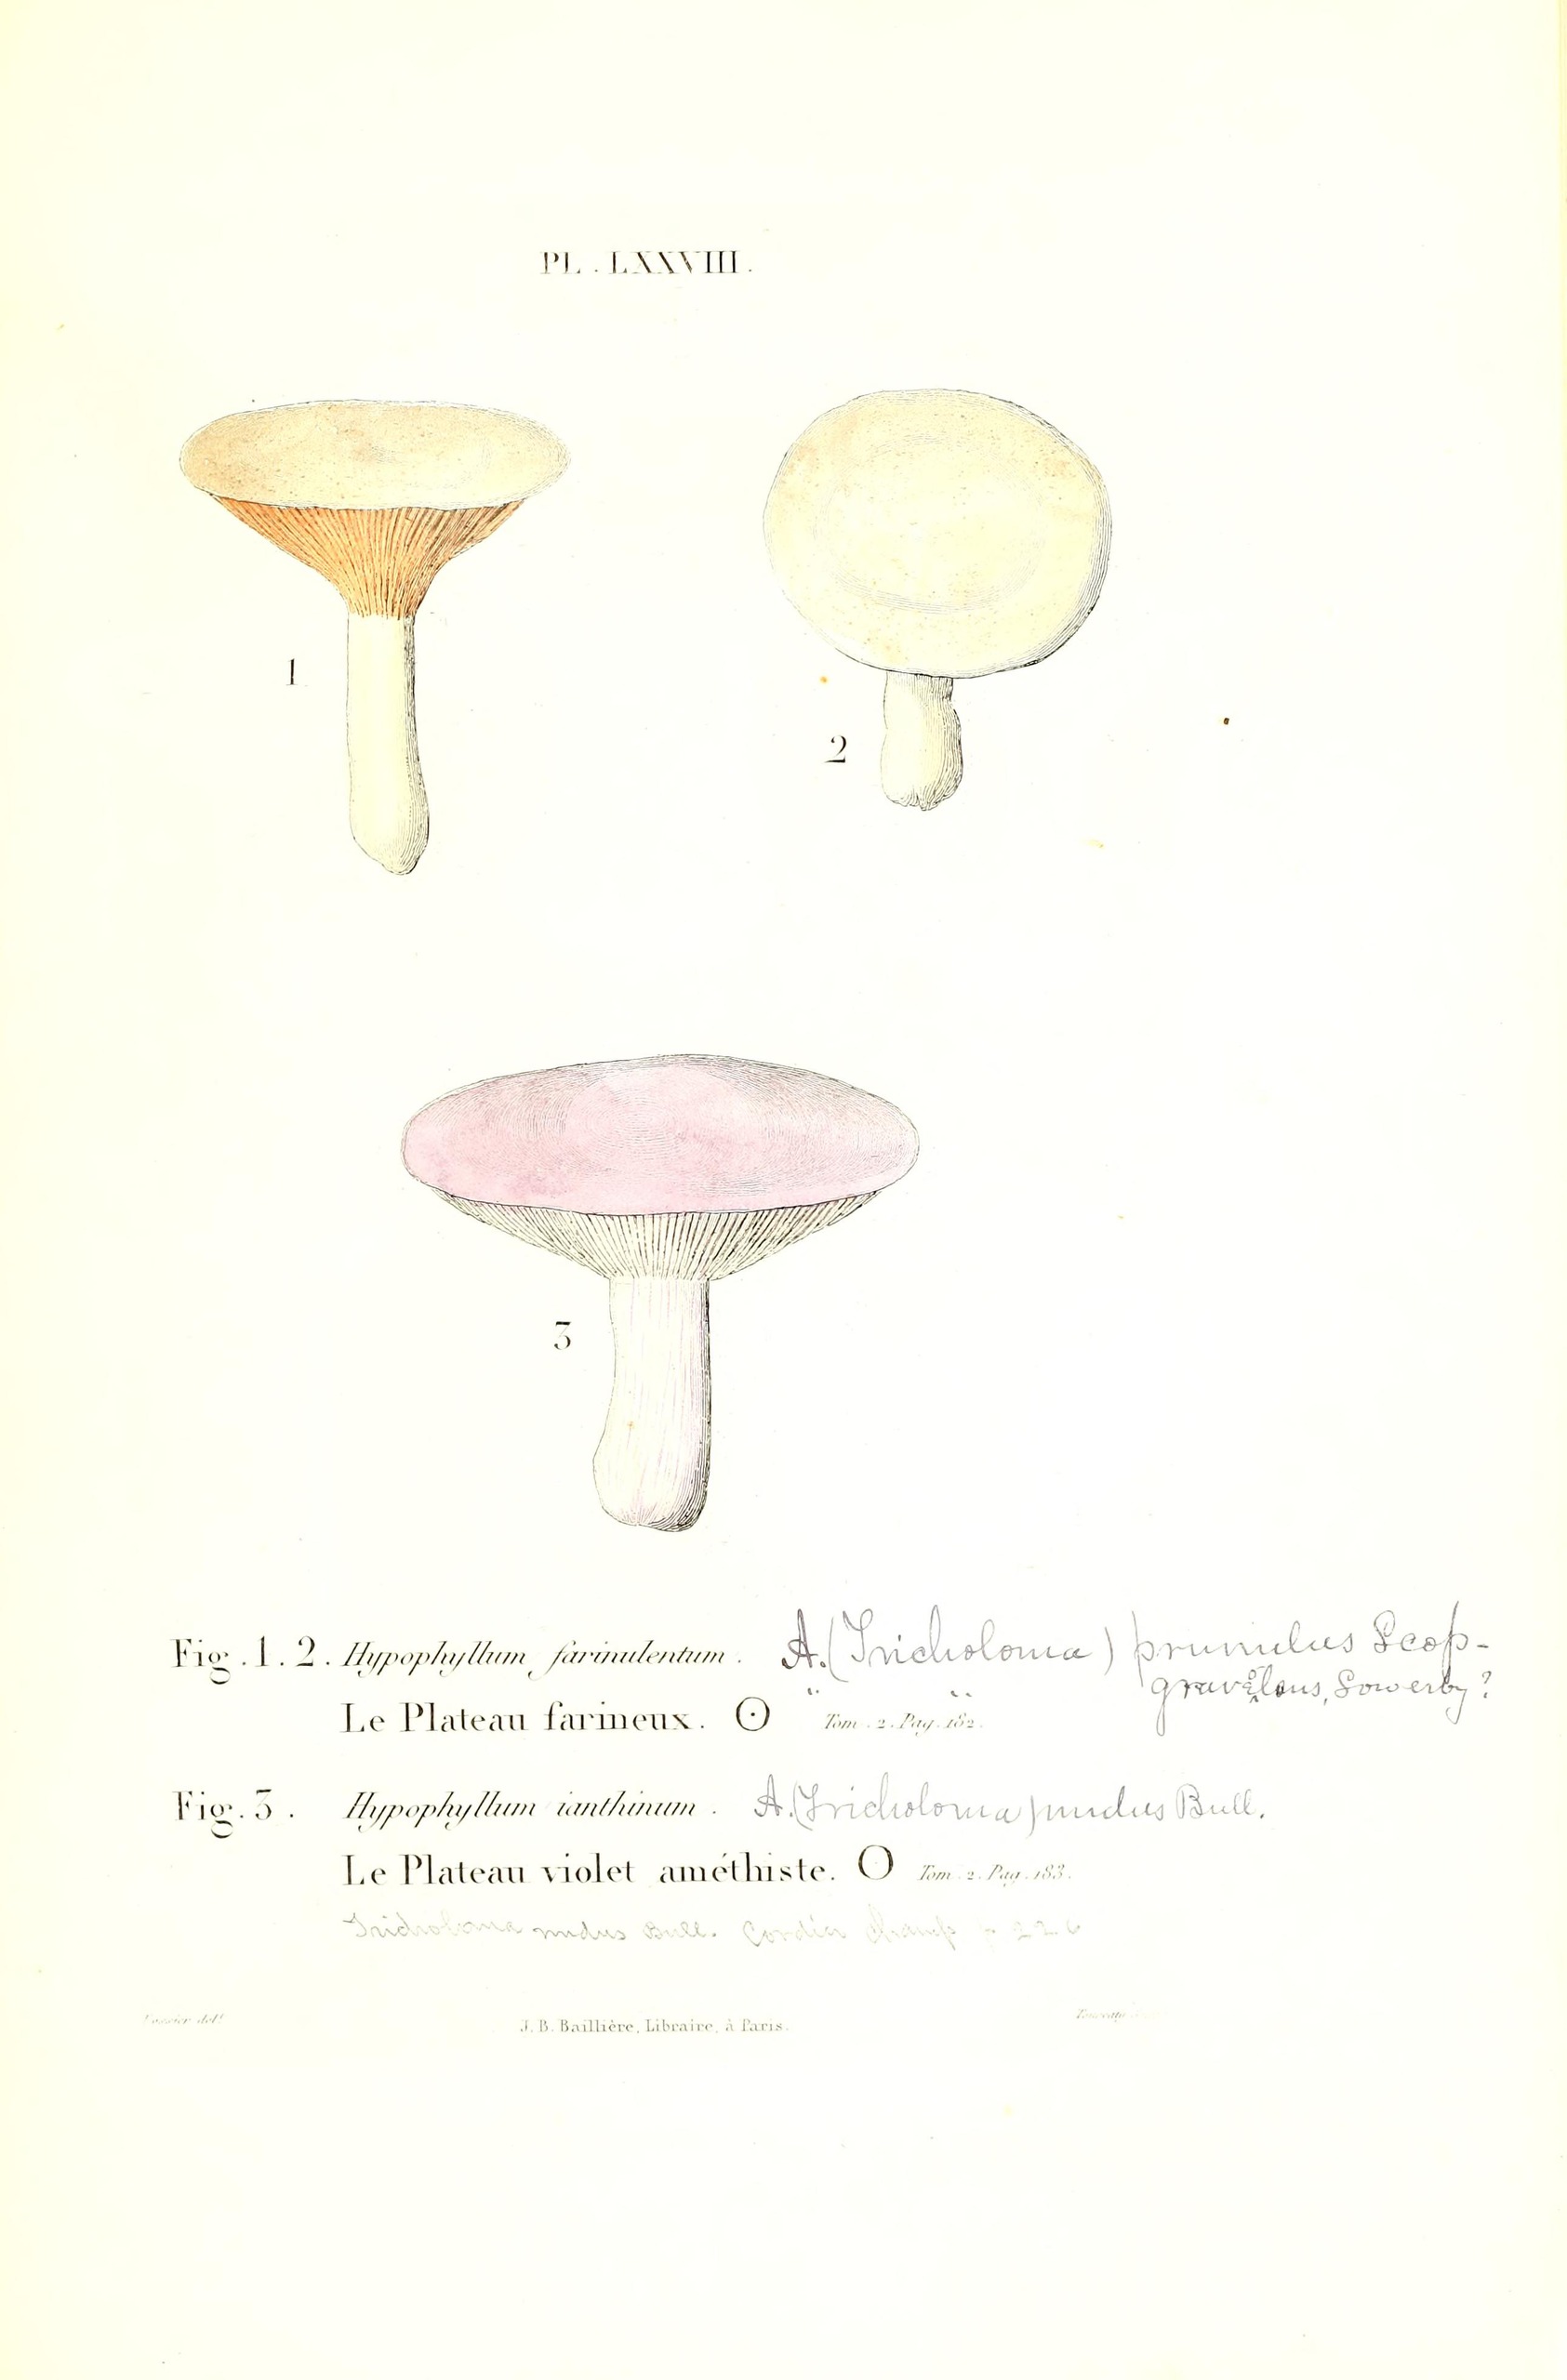 PL. LXXVIII.
1
2
3
Fig. 1. 2. Hypophyllum farinulentum. A. (Tricholoma) prunulus Scop-
" " Sowerby?
Le Plateau farineux. ☉ Tom. 2. Pag. 182.
Fig. 3. Hypophyllum ianthinum. A. (Tricholoma) nudus Bull.
Le Plateau violet améthiste. O Tom. 2. Pag. 183.
Tricholoma nudus Bull. Cordier Champ p 226
J. B. Baillière, Libraire, à Paris.